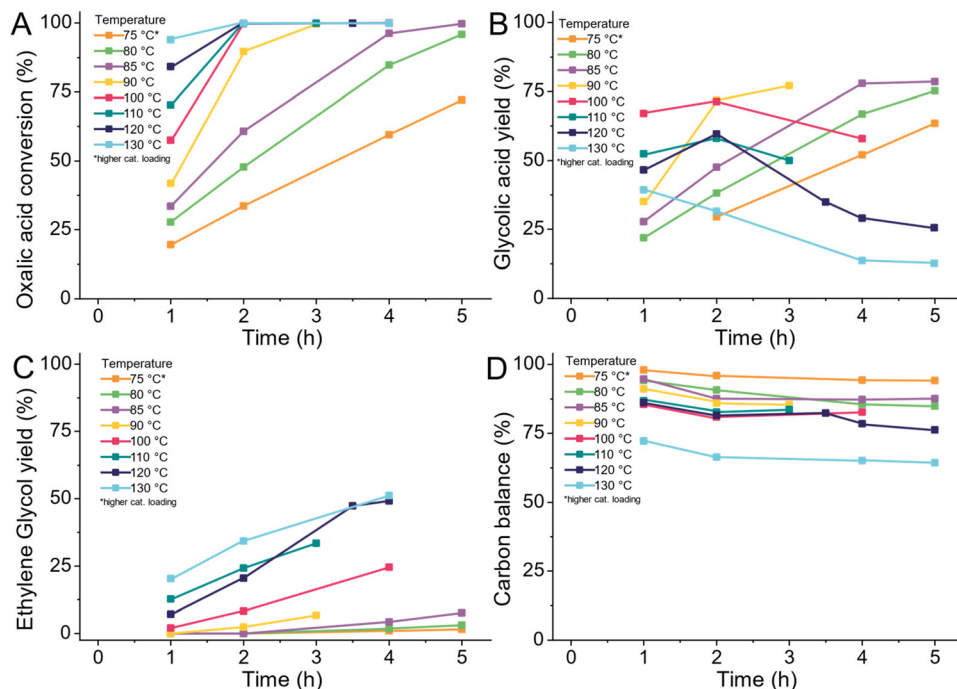 A
Oxalic acid conversion (%)
100
75
50
25
0
Temperature
75 °C*
80 °C
85 °C
90 °C
100 °C
110 °C
120 °C
130 °C
*higher cat. loading
0 1 2 3 4 5
Time (h)
B
Glycolic acid yield (%)
100
75
50
25
0
Temperature
75 °C*
80 °C
85 °C
90 °C
100 °C
110 °C
120 °C
130 °C
*higher cat. loading
0 1 2 3 4 5
Time (h)
C
Ethylene Glycol yield (%)
100
75
50
25
0
Temperature
75 °C*
80 °C
85 °C
90 °C
100 °C
110 °C
120 °C
130 °C
*higher cat. loading
0 1 2 3 4 5
Time (h)
D
Carbon balance (%)
100
75
50
25
0
Temperature
75 °C*
80 °C
85 °C
90 °C
100 °C
110 °C
120 °C
130 °C
*higher cat. loading
0 1 2 3 4 5
Time (h)